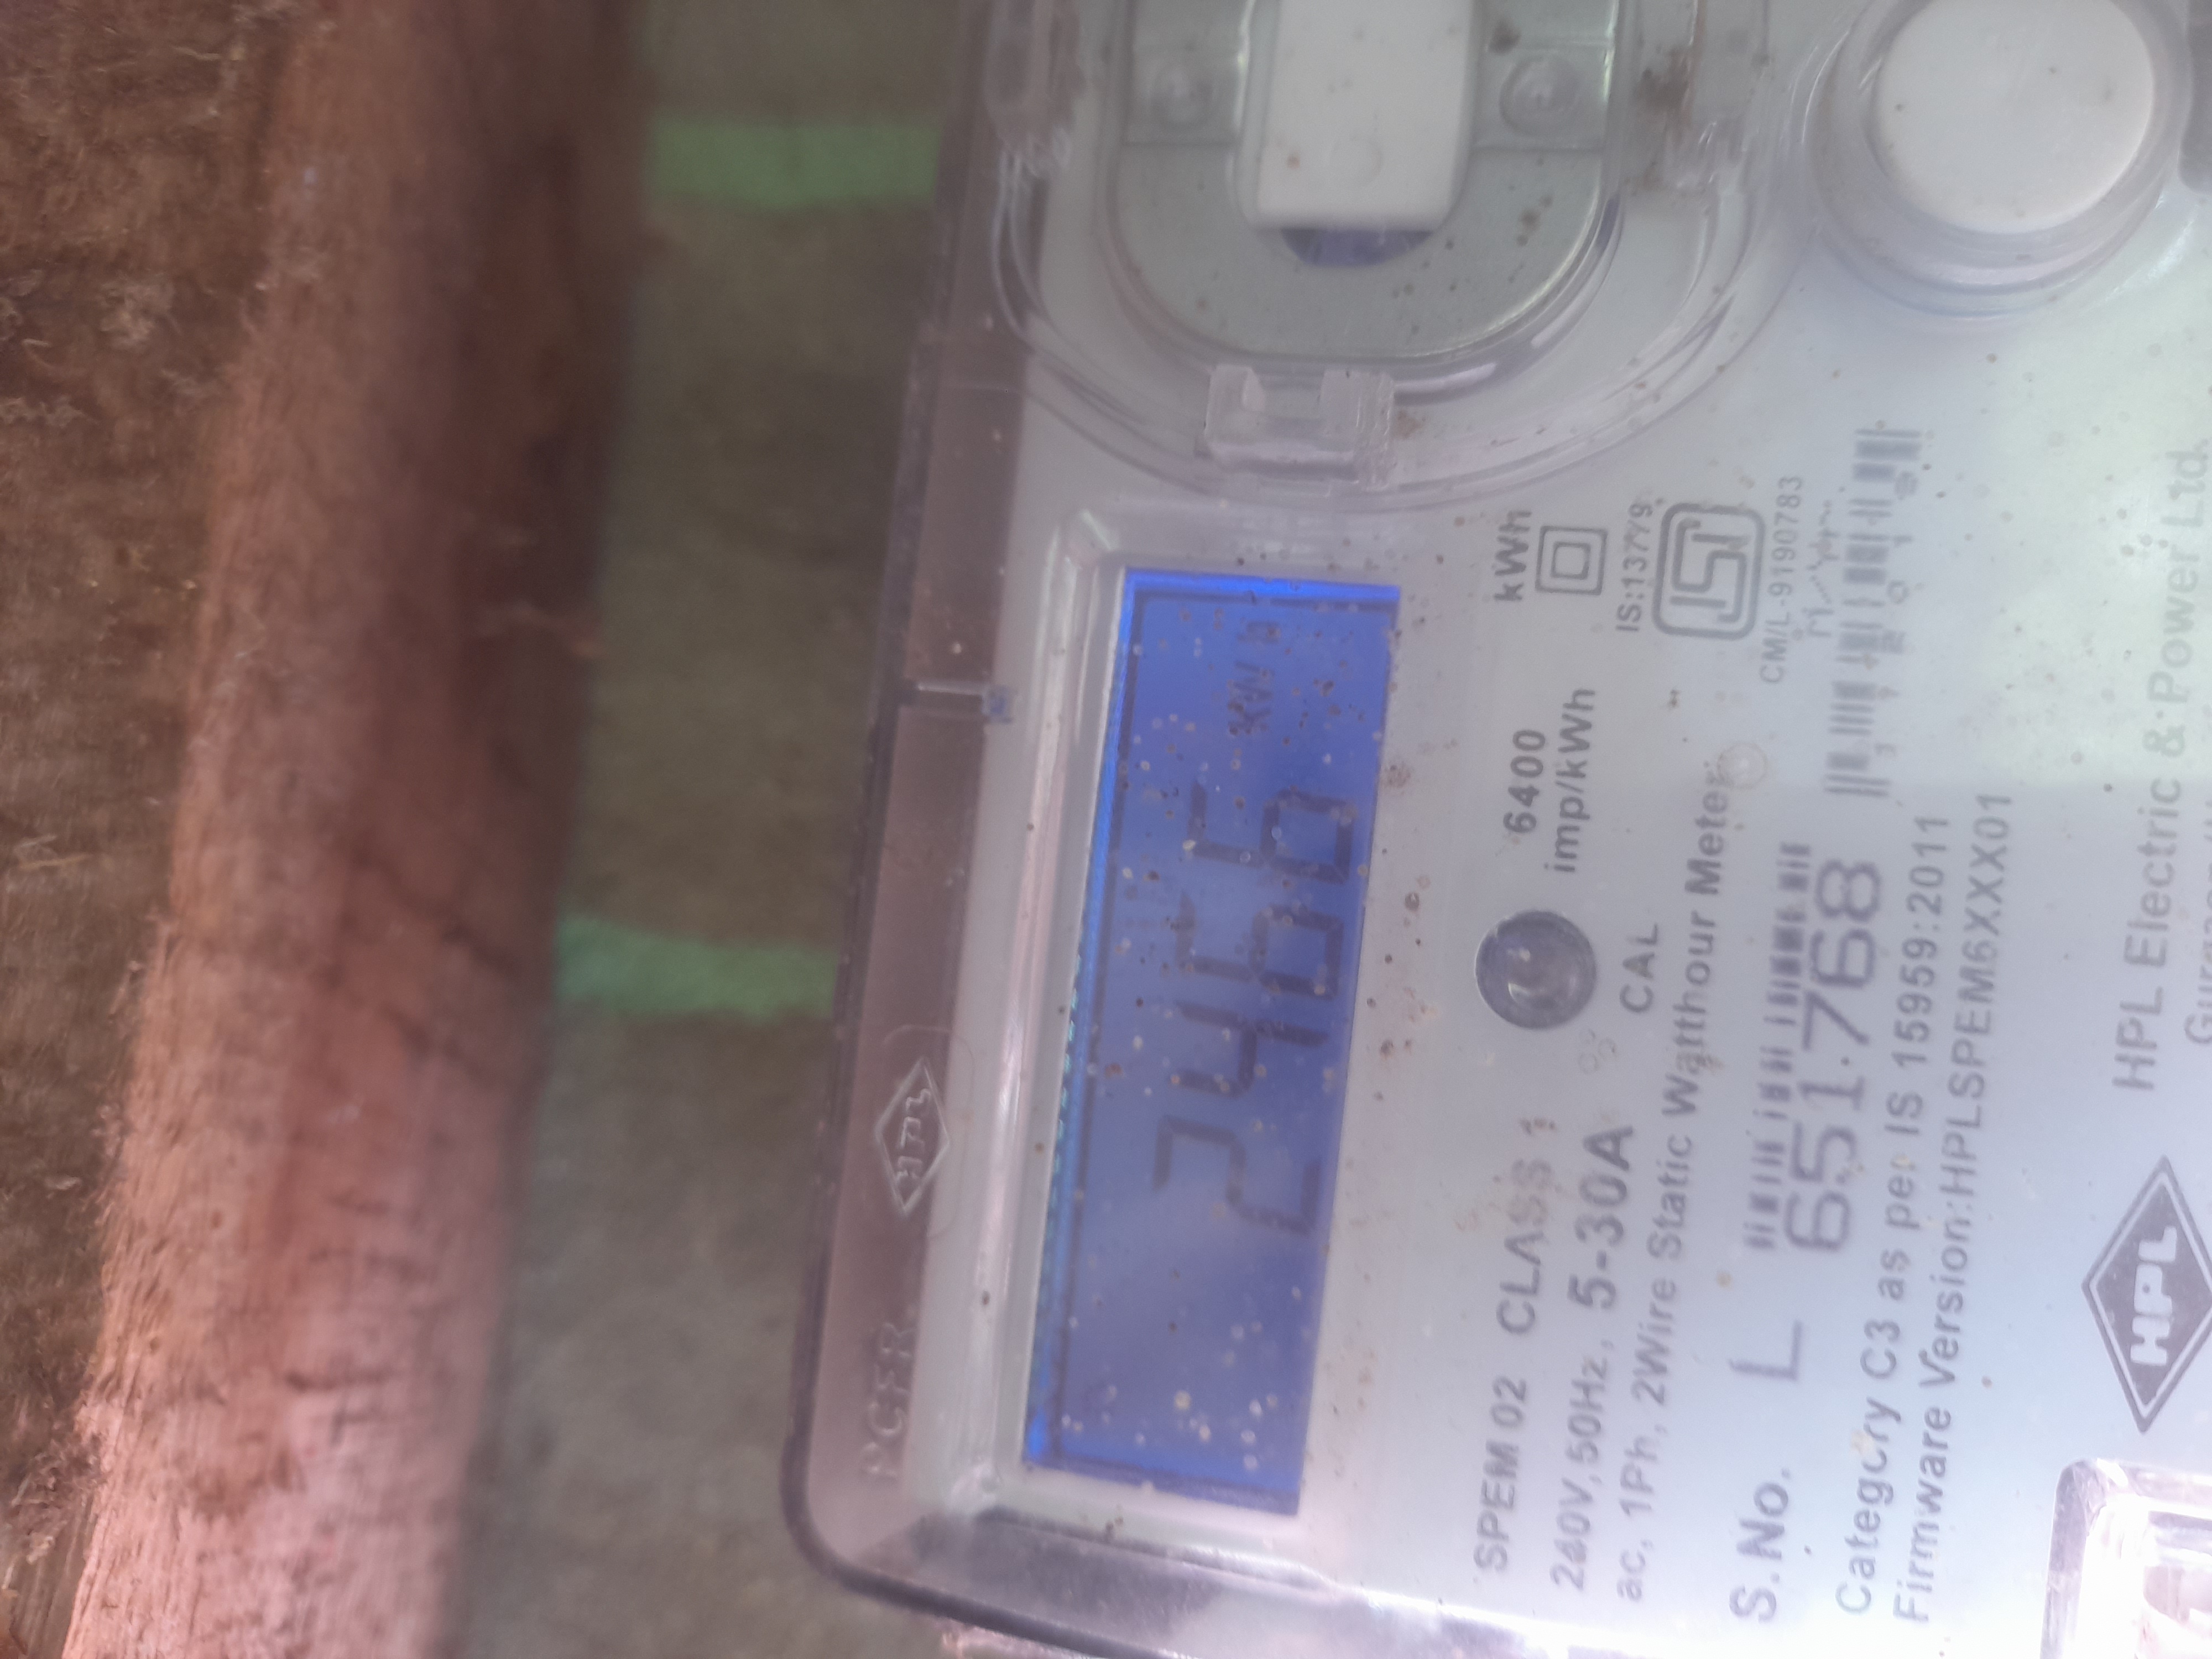 2466
kWh
kWh
6400
imp/kWh
IS:13779
CM/L-9190783
CAL
SPEM 02 CLASS 1
240V,50Hz, 5-30A
ac, 1Ph, 2Wire Static Watthour Meter
S.No. L 651768
Category C3 as per IS 15959:2011
Firmware Version:HPLSPEM6XXX01
HPL
HPL Electric & Power Ltd.
HPL